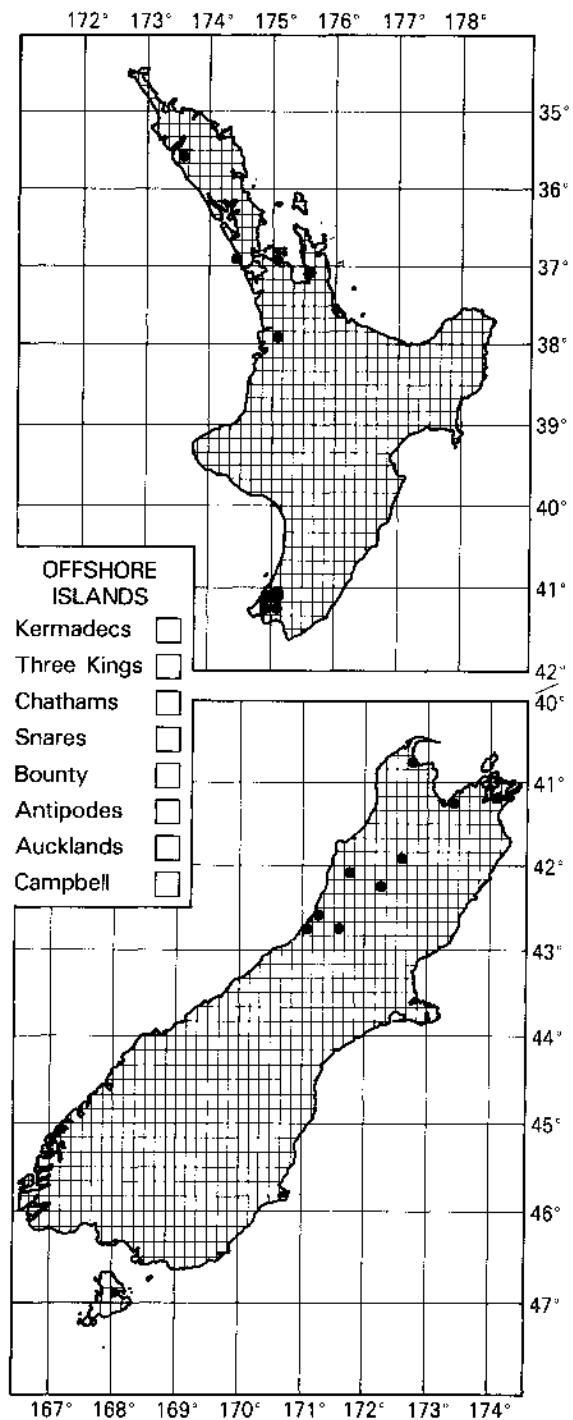 172° 173° 174° 175° 176° 177° 178°
35°
36°
37°
38°
39°
40°
41°
42°
OFFSHORE
ISLANDS
Kermadecs
Three Kings
Chathams
Snares
Bounty
Antipodes
Aucklands
Campbell
40°
41°
42°
43°
44°
45°
46°
47°
167° 168° 169° 170° 171° 172° 173° 174°